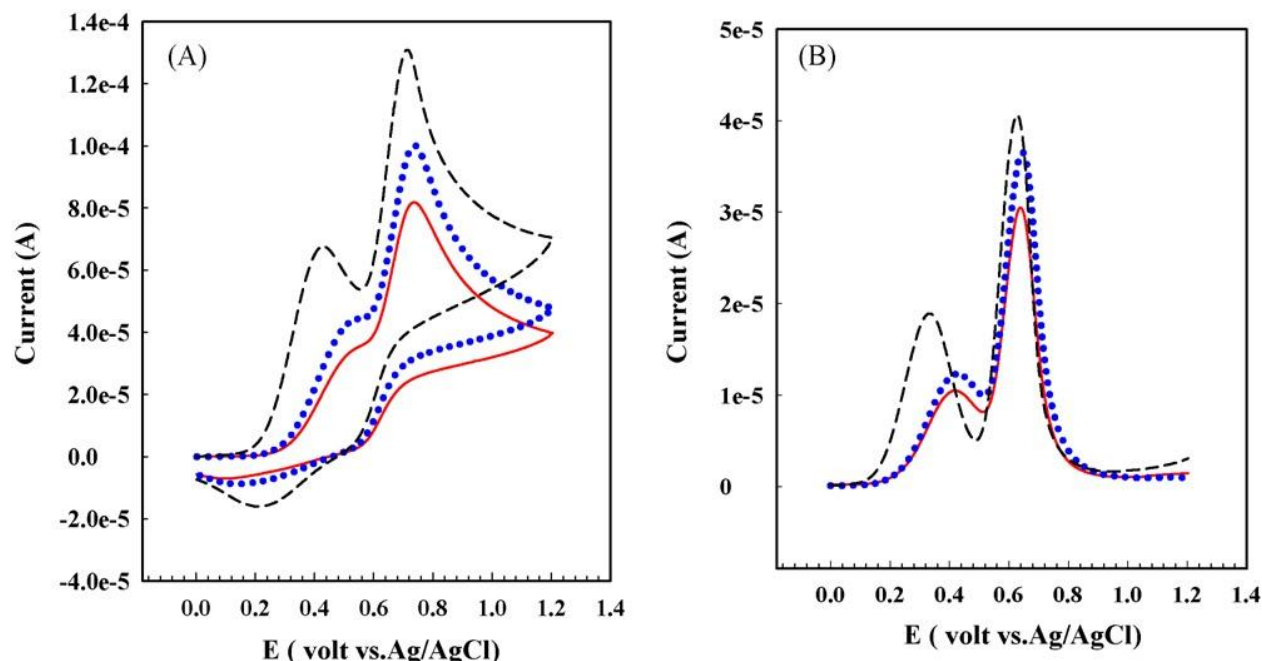 (A)
Current (A)
1.4e-4
1.2e-4
1.0e-4
8.0e-5
6.0e-5
4.0e-5
2.0e-5
0.0
-2.0e-5
-4.0e-5
0.0 0.2 0.4 0.6 0.8 1.0 1.2 1.4
E ( volt vs.Ag/AgCl)
(B)
Current (A)
5e-5
4e-5
3e-5
2e-5
1e-5
0
0.0 0.2 0.4 0.6 0.8 1.0 1.2 1.4
E ( volt vs.Ag/AgCl)